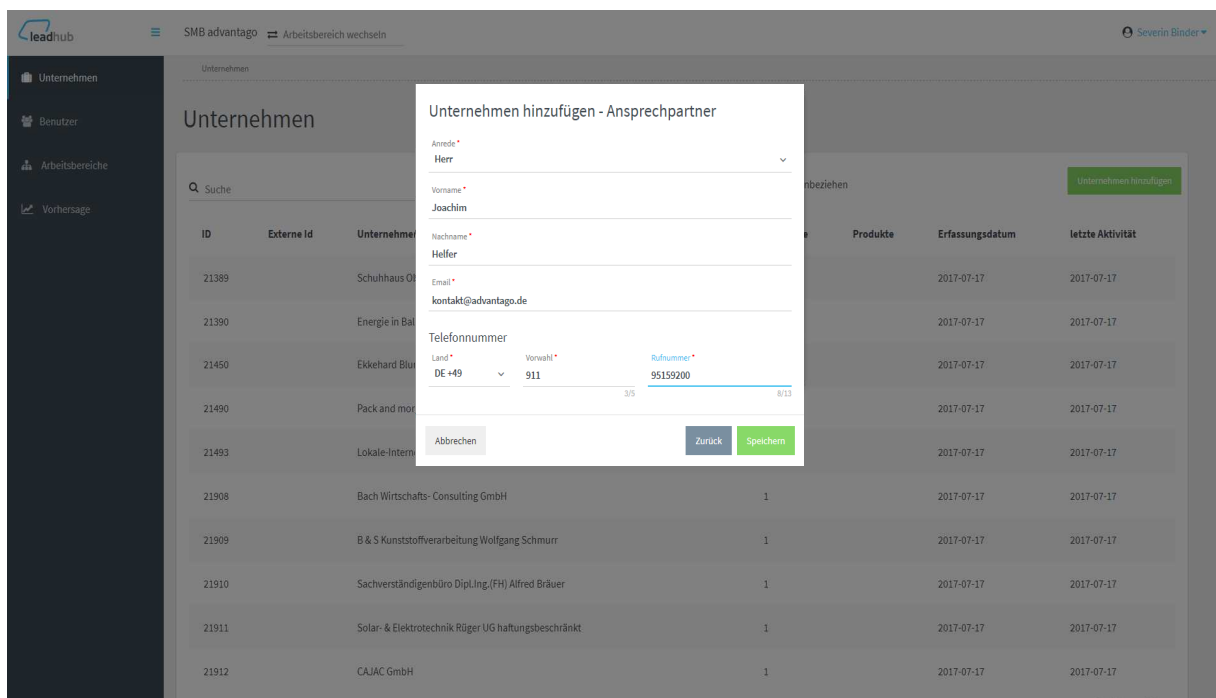 leadhub
SMB advantago Arbeitsbereich wechseln
Severin Binder
Unternehmen
Benutzer
Arbeitsbereiche
Vorhersage
Unternehmen
Unternehmen
Suche
nbeziehen
Unternehmen hinzufügen
ID Externe Id Produkte Erfassungsdatum letzte Aktivität
21389 Schuhhaus 2017-07-17 2017-07-17
21390 Energie in 2017-07-17 2017-07-17
21450 Ekkehard 2017-07-17 2017-07-17
21490 Pack and 2017-07-17 2017-07-17
21493 2017-07-17 2017-07-17
21908 Bach Wirtschafts- Consulting GmbH 1 2017-07-17 2017-07-17
21909 B & S Kunststoffverarbeitung Wolfgang Schmurr 1 2017-07-17 2017-07-17
21910 Sachverständigenbüro Dipl.Ing.(FH) Alfred Bräuer 1 2017-07-17 2017-07-17
21911 Solar- & Elektrotechnik Rüger UG haftungsbeschränkt 1 2017-07-17 2017-07-17
21912 CAJAC GmbH 1 2017-07-17 2017-07-17
Unternehmen hinzufügen - Ansprechpartner
Anrede *
Herr
Vorname *
Joachim
Nachname *
Helfer
Email *
kontakt@advantago.de
Telefonnummer
Land * Vorwahl * Rufnummer *
DE +49 911 95159200
3/5 8/13
Abbrechen Zurück Speichern